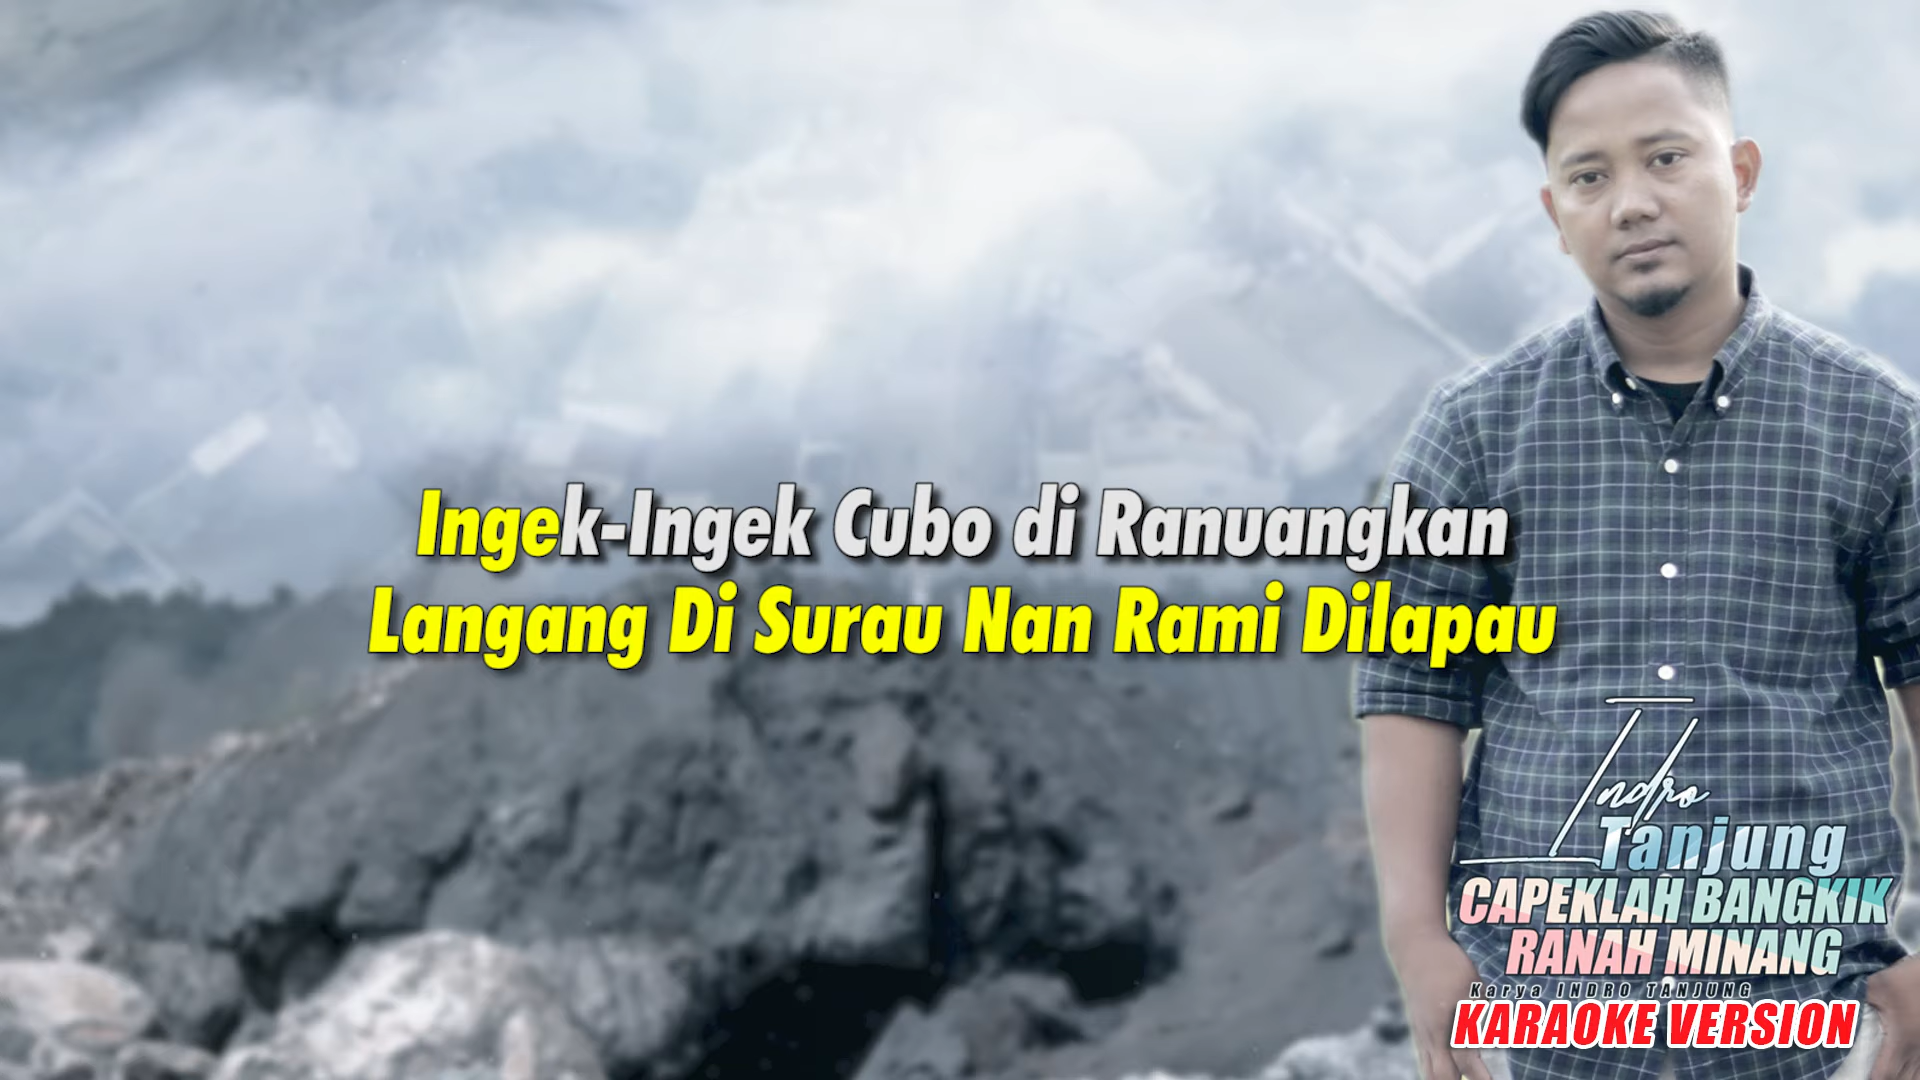 Ingek-Ingek Cubo di Ranuangkan
Langang Di Surau Nan Rami Dilapau
Indro
Tanjung
CAPEKLAH BANGKIK
RANAH MINANG
Karya INDRO TANJUNG
KARAOKE VERSION